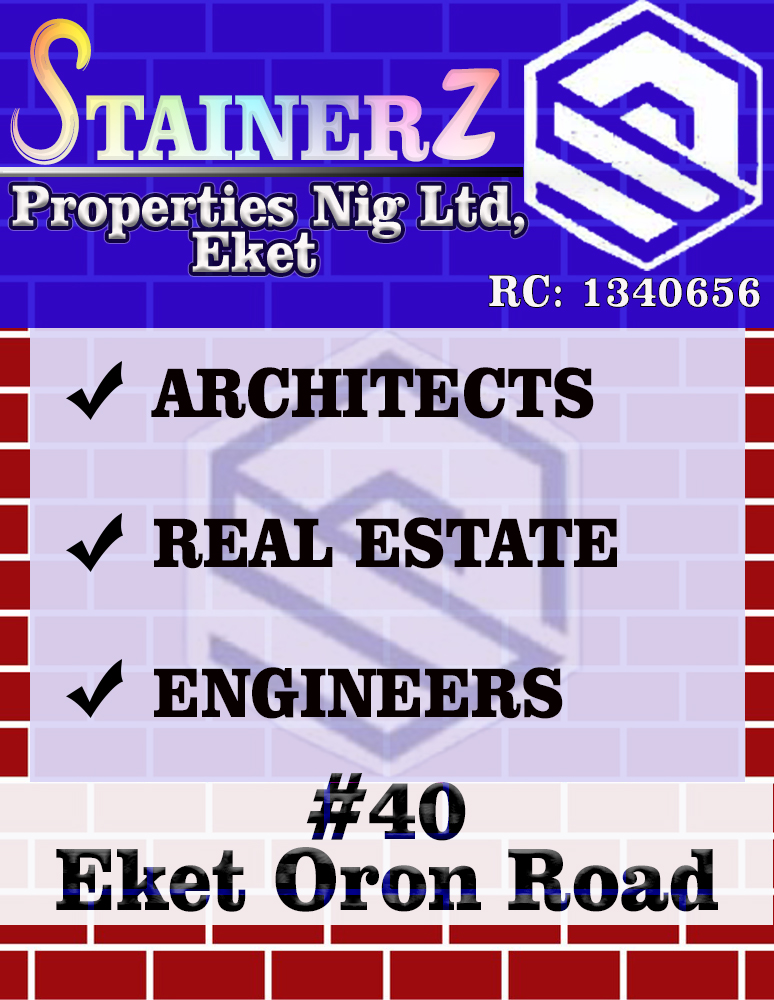 STAINERZ
Properties Nig Ltd,
Eket
RC: 1340656
ARCHITECTS
REAL ESTATE
ENGINEERS
#40
Eket Oron Road